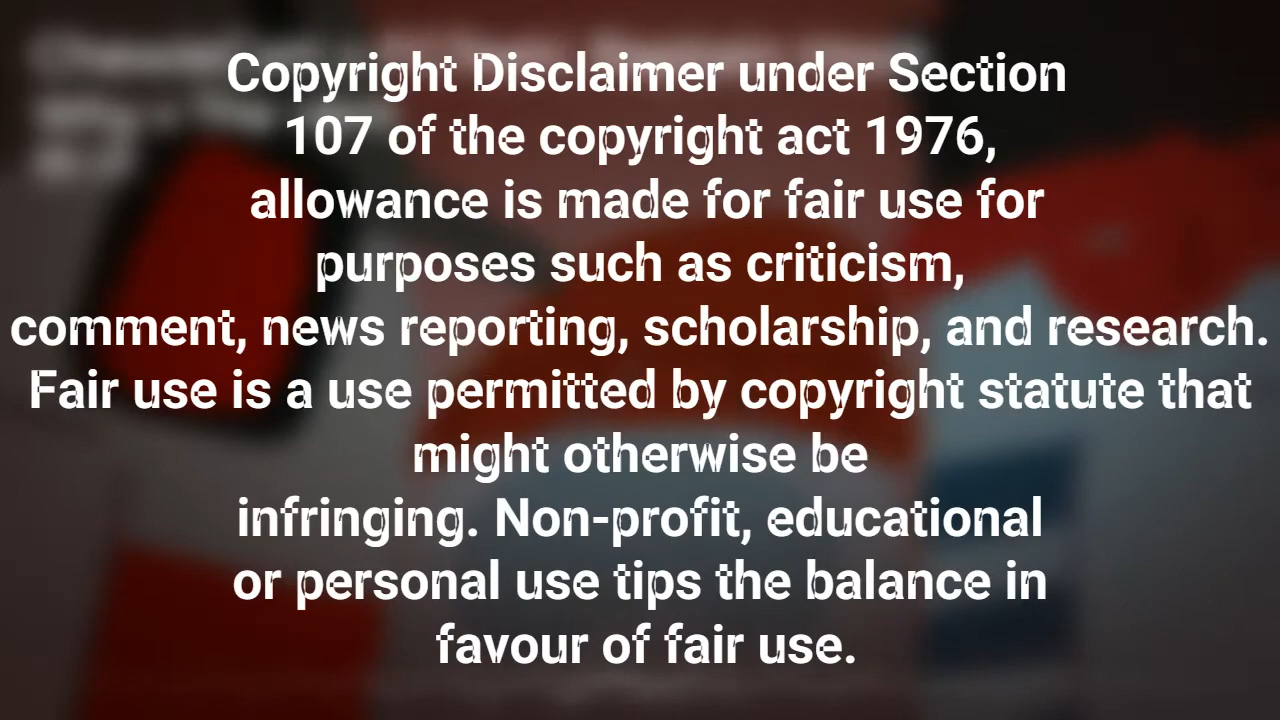 Copyright Disclaimer under Section
107 of the copyright act 1976,
allowance is made for fair use for
purposes such as criticism,
comment, news reporting, scholarship, and research.
Fair use is a use permitted by copyright statute that
might otherwise be
infringing. Non-profit, educational
or personal use tips the balance in
favour of fair use.